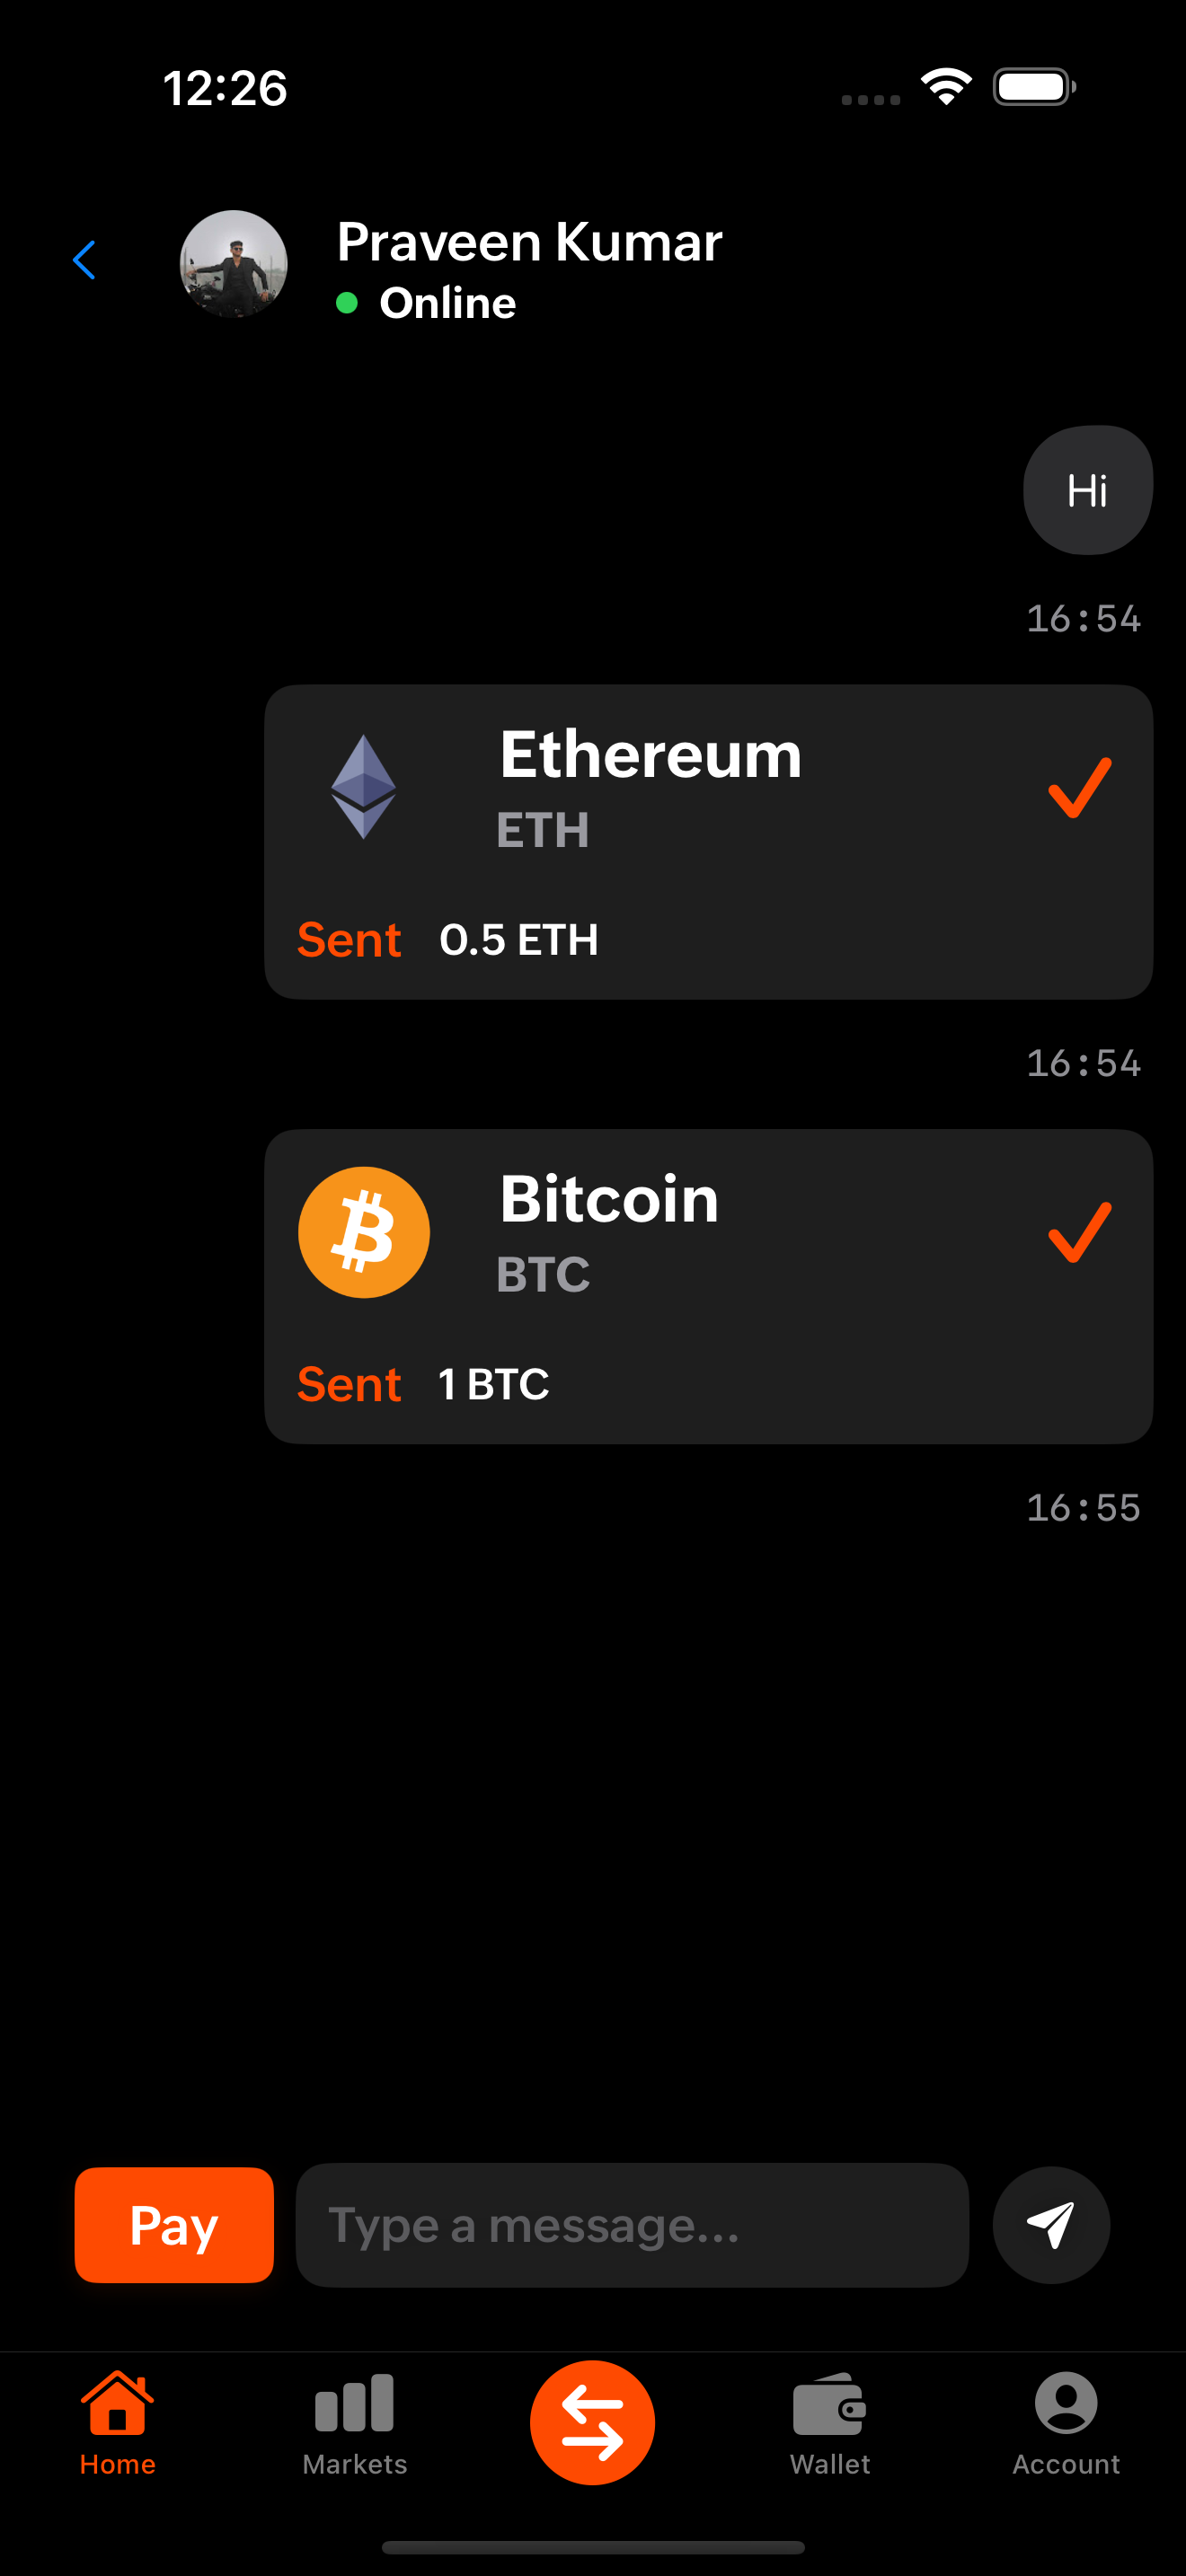 12:26
Praveen Kumar
Online
Hi
16:54
Ethereum
ETH
Sent 0.5 ETH
16:54
Bitcoin
BTC
Sent 1 BTC
16:55
Pay Type a message...
Home Markets Wallet Account